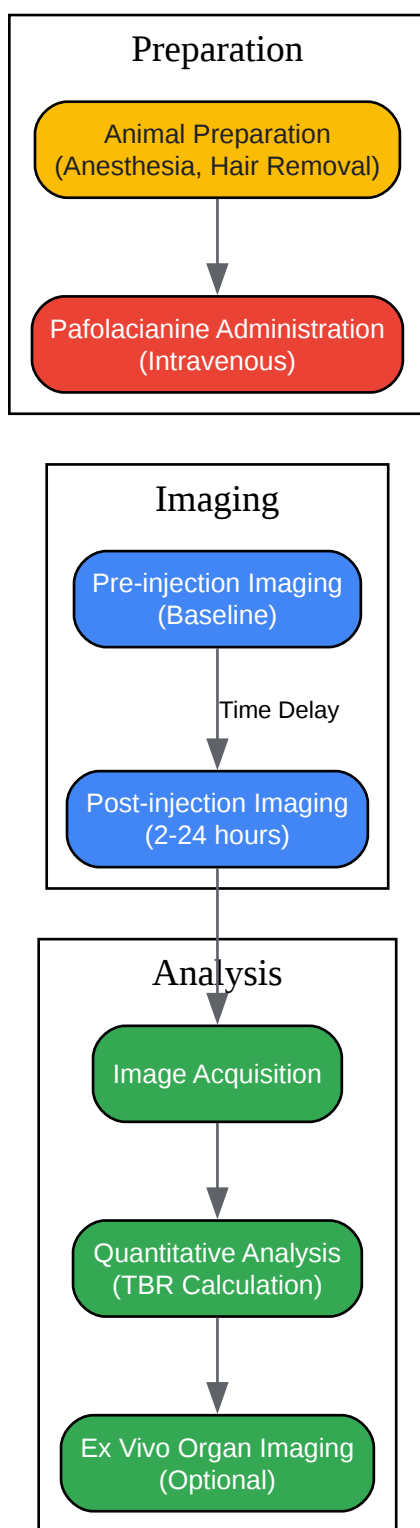 Preparation
Animal Preparation
(Anesthesia, Hair Removal)
Pafolacianine Administration
(Intravenous)
Imaging
Pre-injection Imaging
(Baseline)
Time Delay
Post-injection Imaging
(2-24 hours)
Analysis
Image Acquisition
Quantitative Analysis
(TBR Calculation)
Ex Vivo Organ Imaging
(Optional)